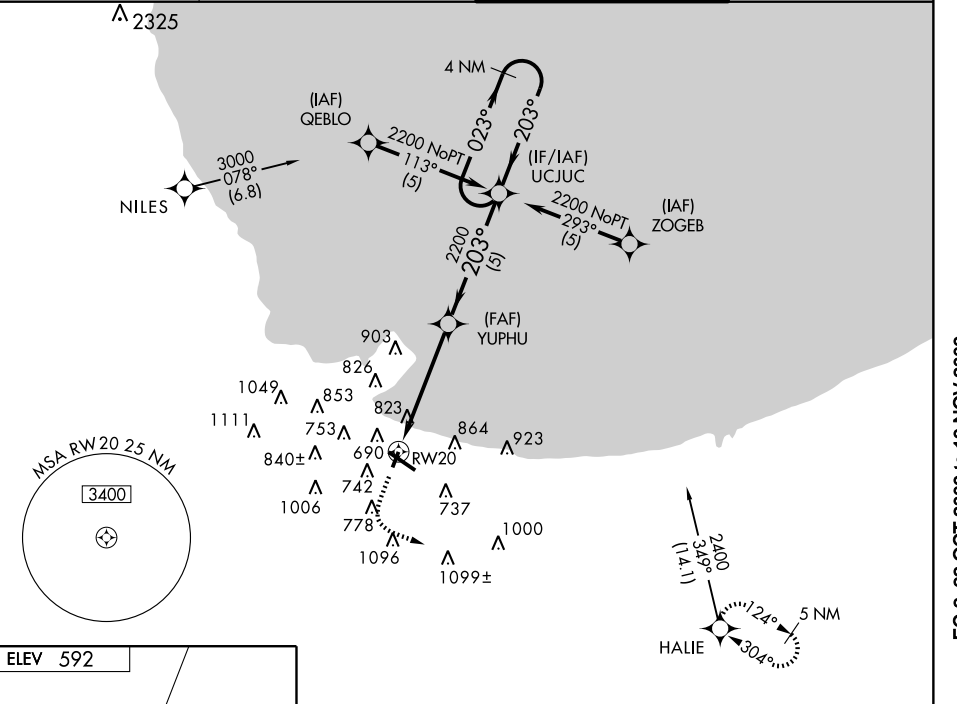 2325
4 NM
(IAF)
QEBLO
023°
203°
2200 NoPT
113°
(5)
(IF/IAF)
UCJUC
3000
078°
(6.8)
NILES
2200 NoPT
293°
(5)
(IAF)
ZOGEB
2200
203°
(5)
(FAF)
YUPHU
903
826
1049
853
823
1111
753
864
923
840±
690
RW20
MSA RW20 25 NM
3400
742
1006
737
778
1000
1096
1099±
2400
349°
(14.1)
124°
5 NM
HALIE
304°
ELEV 592